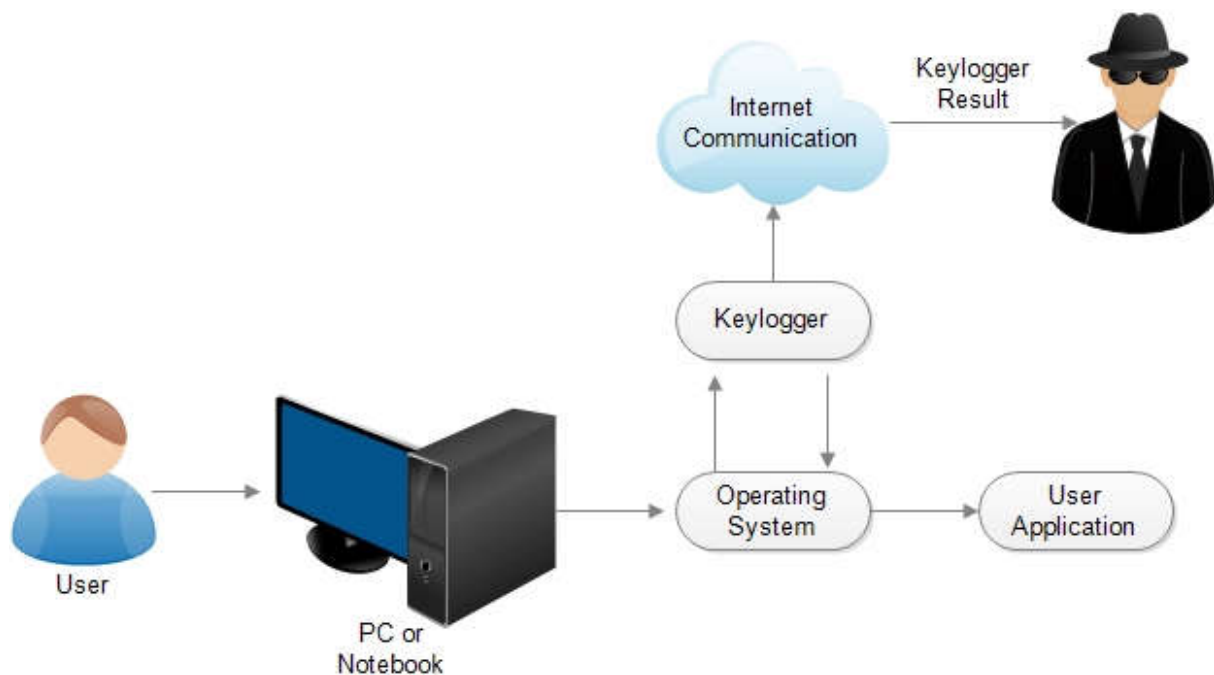 Internet
Communication
Keylogger
Result
Keylogger
Operating
System
User
Application
User
PC or
Notebook